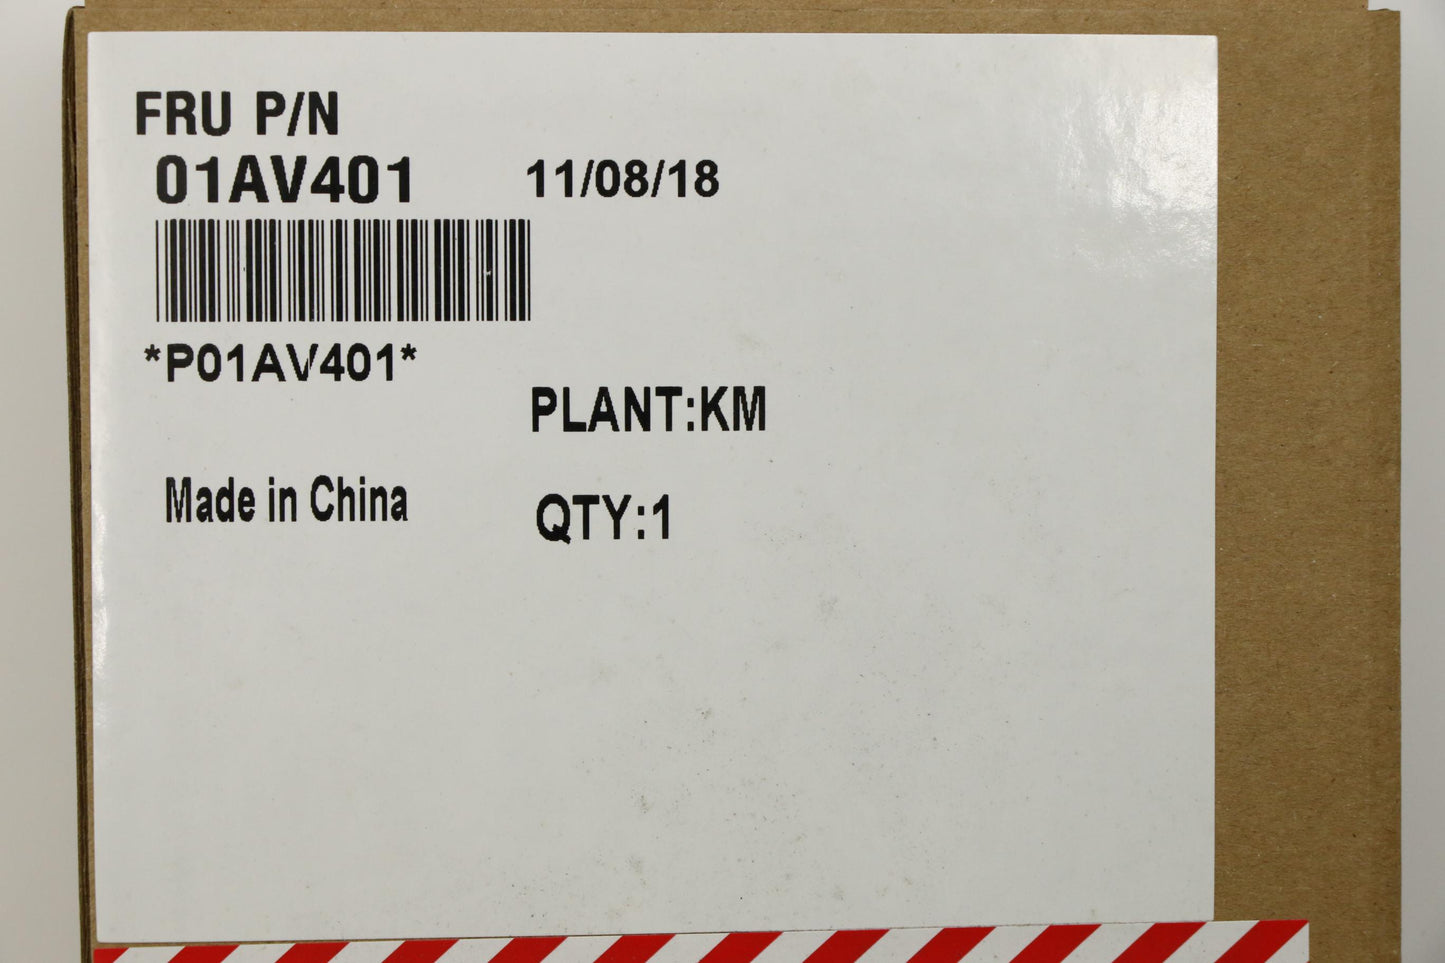 FRU P/N
01AV401 11/08/18
*P01AV401*
PLANT:KM
Made in China QTY:1